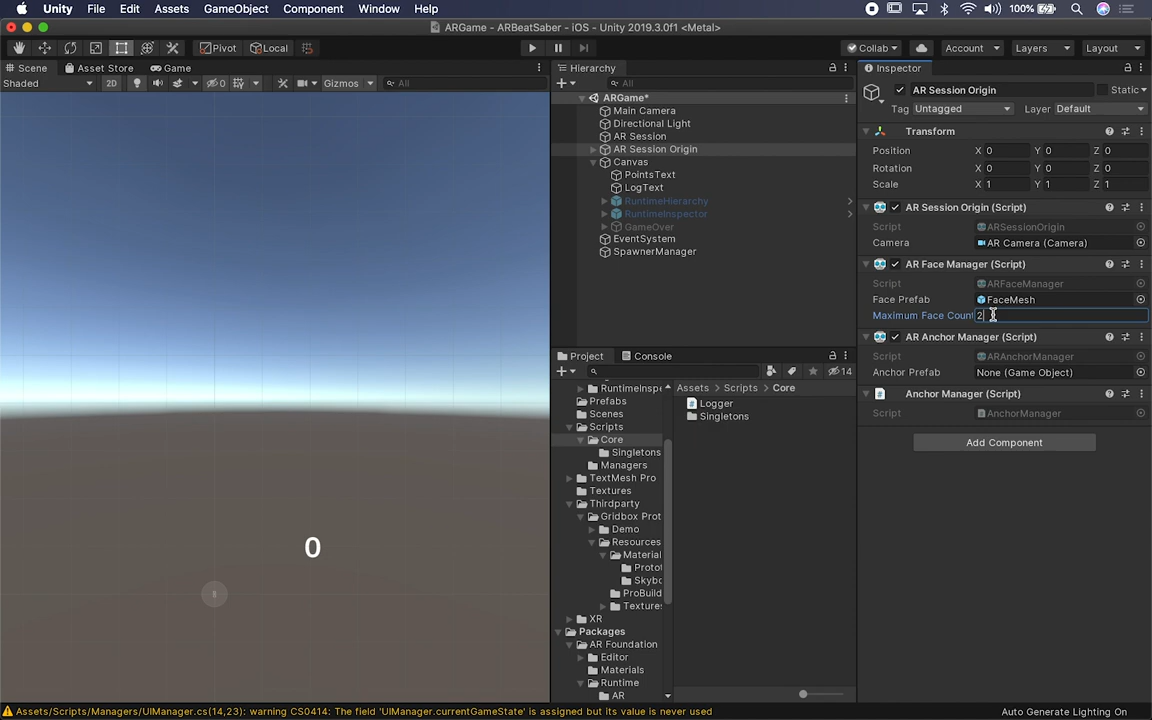 Unity File Edit Assets GameObject Component Window Help 100%
ARGame - ARBeatSaber - iOS - Unity 2019.3.0f1 <Metal>
Pivot Local Collab Account Layers Layout
Scene Asset Store Game
Shaded 2D 0 Gizmos All
Hierarchy
All
ARGame*
Main Camera
Directional Light
AR Session
AR Session Origin
Canvas
PointsText
LogText
RuntimeHierarchy
RuntimeInspector
GameOver
EventSystem
SpawnerManager
Project Console
14
RuntimeInspe
Prefabs
Scenes
Scripts
Core
Singletons
Managers
TextMesh Pro
Textures
Thirdparty
Gridbox Prot
Demo
Resources
Material
Proto
Skybo
ProBuild
Textures
XR
Packages
AR Foundation
Editor
Materials
Runtime
AR
Assets > Scripts > Core
Logger
Singletons
Inspector
AR Session Origin Static
Tag Untagged Layer Default
Transform
Position X 0 Y 0 Z 0
Rotation X 0 Y 0 Z 0
Scale X 1 Y 1 Z 1
AR Session Origin (Script)
Script ARSessionOrigin
Camera AR Camera (Camera)
AR Face Manager (Script)
Script ARFaceManager
Face Prefab FaceMesh
Maximum Face Count 2
AR Anchor Manager (Script)
Script ARAnchorManager
Anchor Prefab None (Game Object)
Anchor Manager (Script)
Script AnchorManager
Add Component
0
Assets/Scripts/Managers/UIManager.cs(14,23): warning CS0414: The field 'UIManager.currentGameState' is assigned but its value is never used
Auto Generate Lighting On